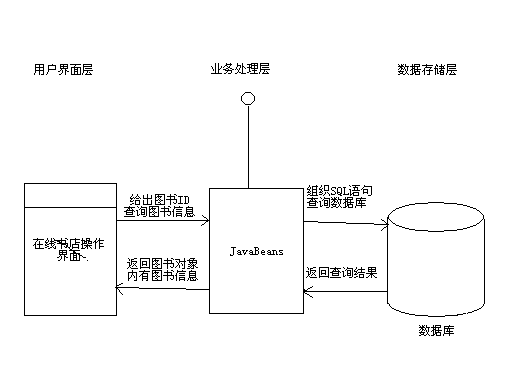 用户界面层
业务处理层
数据存储层
给出图书ID
查询图书信息
组织SQL语句
查询数据库
在线书店操作
界面
JavaBeans
返回图书对象
内有图书信息
返回查询结果
数据库